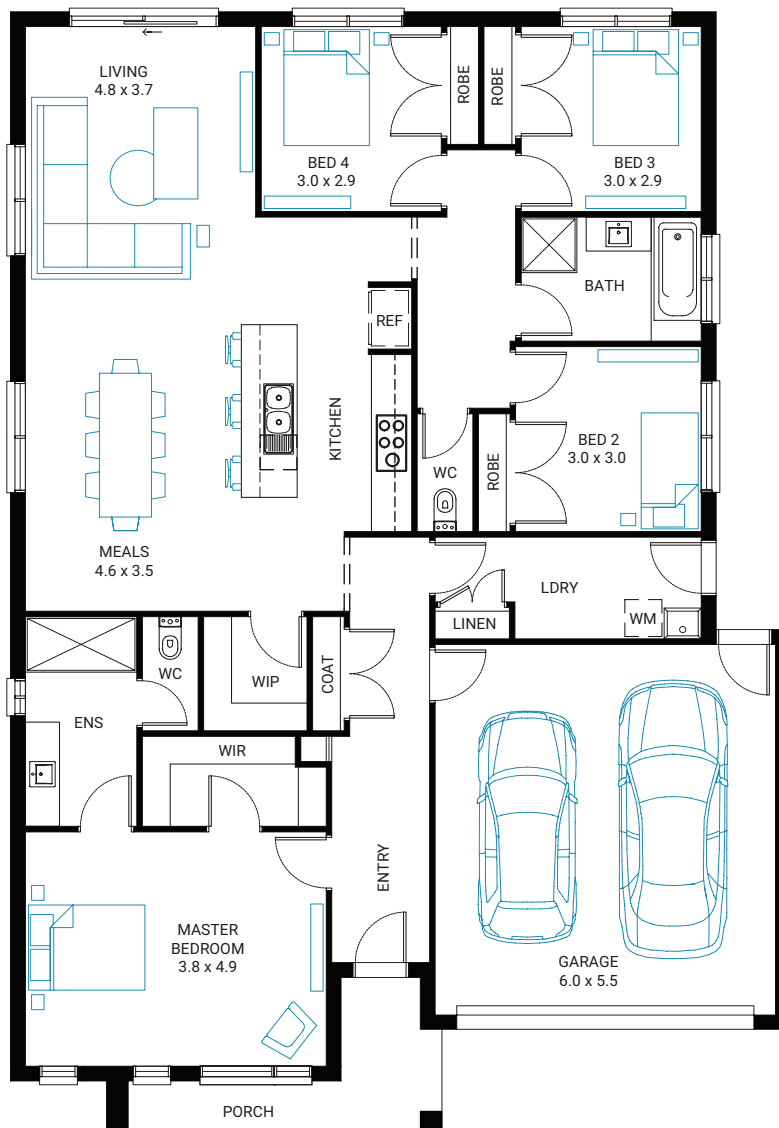 LIVING
4.8 x 3.7
ROBE
ROBE
BED 4
3.0 x 2.9
BED 3
3.0 x 2.9
BATH
REF
KITCHEN
BED 2
3.0 x 3.0
WC
ROBE
MEALS
4.6 x 3.5
LDRY
LINEN
WM
WC
WIP
COAT
ENS
WIR
ENTRY
MASTER
BEDROOM
3.8 x 4.9
GARAGE
6.0 x 5.5
PORCH